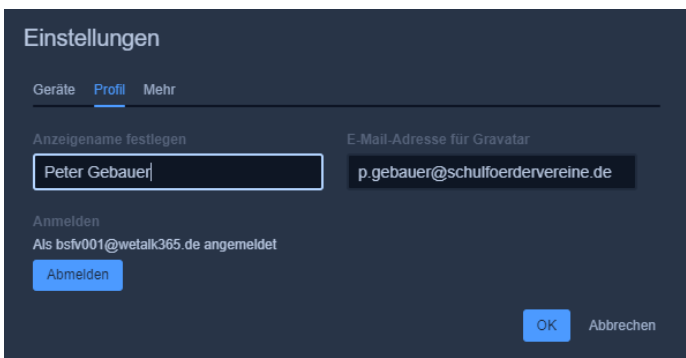 Einstellungen
Geräte Profil Mehr
Anzeigename festlegen E-Mail-Adresse für Gravatar
Peter Gebauer p.gebauer@schulfoerdervereine.de
Anmelden
Als bsfv001@wetalk365.de angemeldet
Abmelden
OK Abbrechen